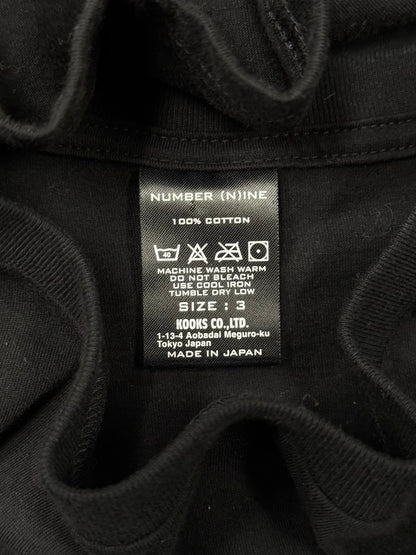 NUMBER (N)INE
100% COTTON
40
MACHINE WASH WARM
DO NOT BLEACH
USE COOL IRON
TUMBLE DRY LOW
SIZE : 3
KOOKS CO.,LTD.
1-13-4 Aobadai Meguro-ku
Tokyo Japan
MADE IN JAPAN